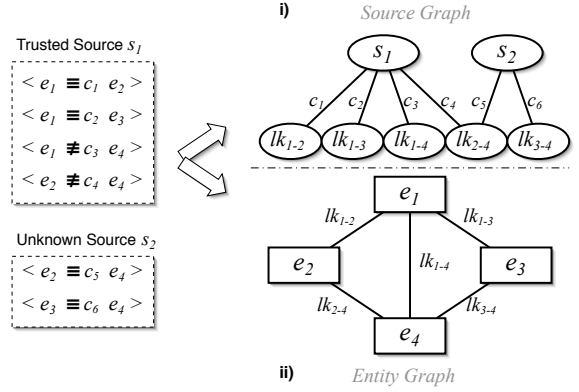 i)
Source Graph
Trusted Source s1
< e1 ≡ c1 e2 >
< e1 ≡ c2 e3 >
< e1 ≢ c3 e4 >
< e2 ≢ c4 e4 >
Unknown Source s2
< e2 ≡ c5 e4 >
< e3 ≡ c6 e4 >
s1 s2
c1 c2 c3 c4 c5 c6
lk1-2 lk1-3 lk1-4 lk2-4 lk3-4
e1
lk1-2 lk1-3
e2 lk1-4 e3
lk2-4 lk3-4
e4
ii)
Entity Graph